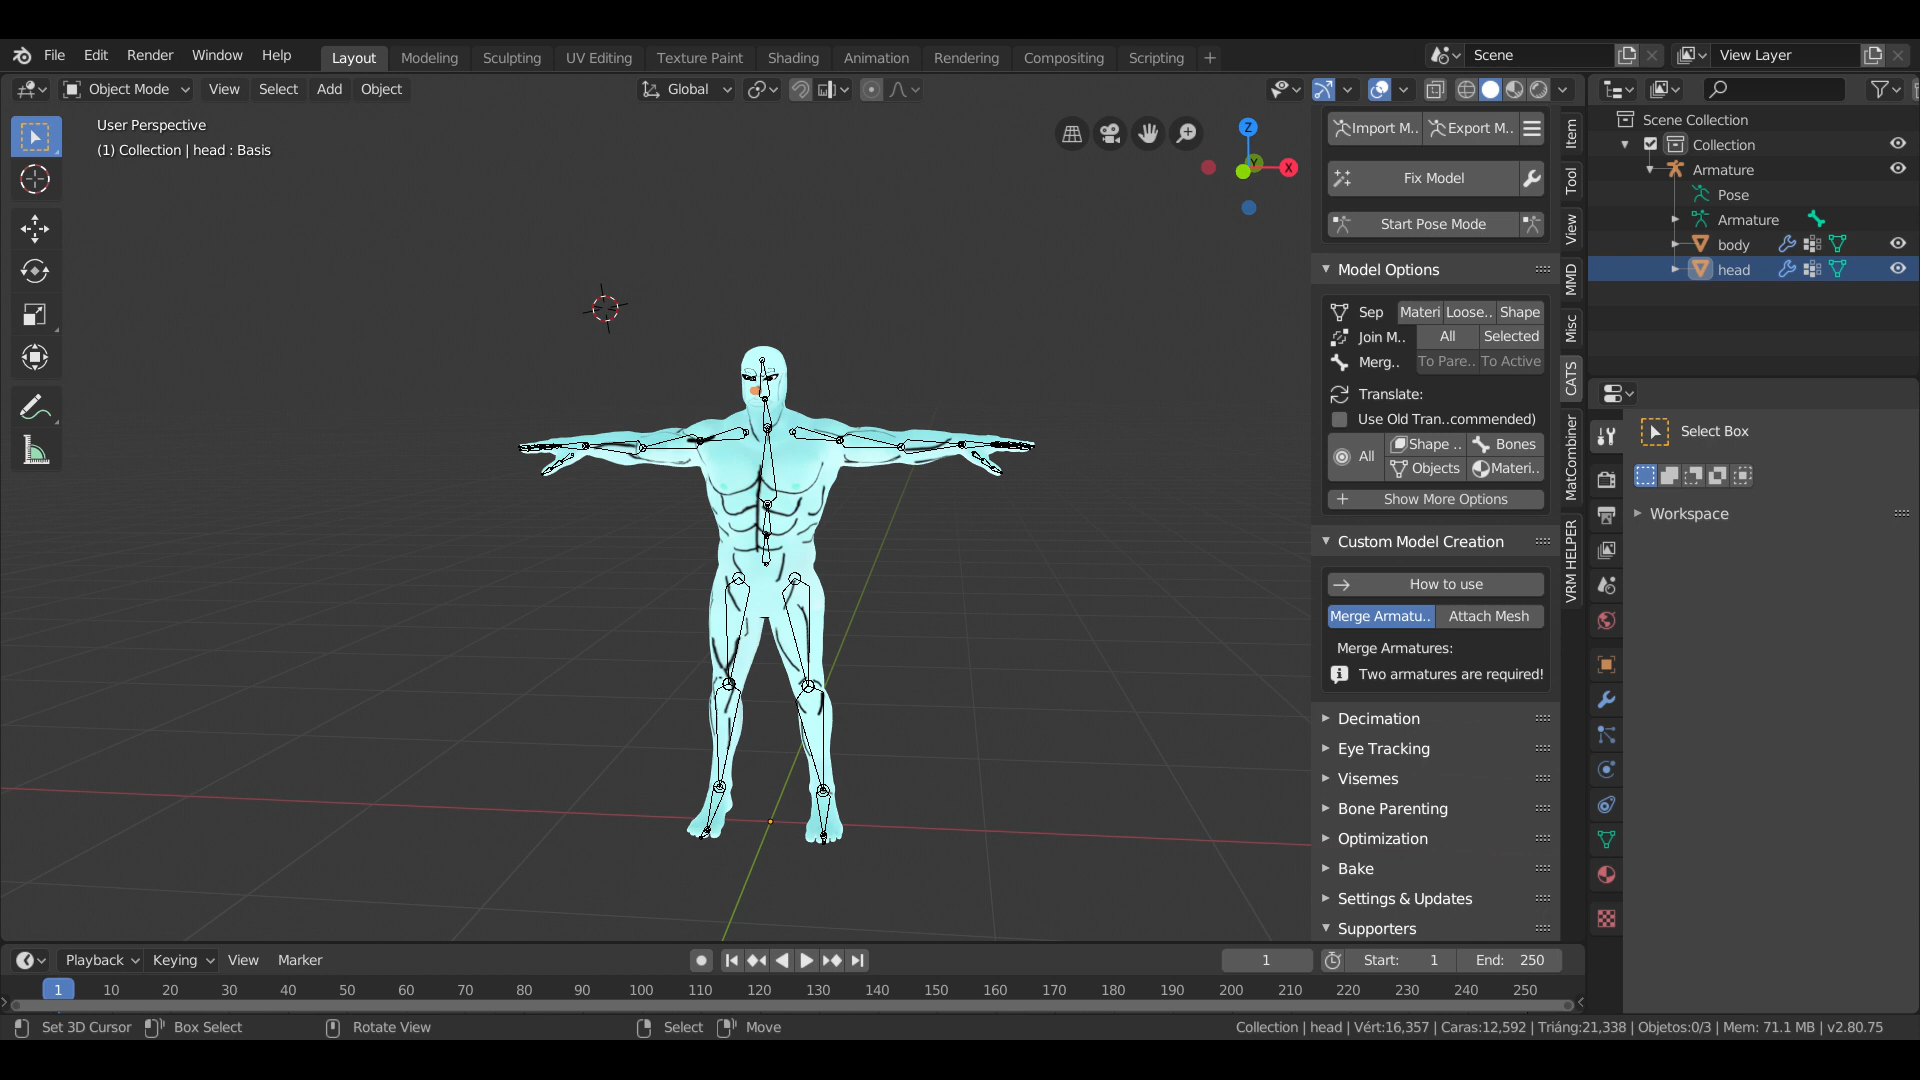 File Edit Render Window Help
Layout Modeling Sculpting UV Editing Texture Paint Shading Animation Rendering Compositing Scripting +
Scene
View Layer
Object Mode View Select Add Object
Global
User Perspective
(1) Collection | head : Basis
Z
Y
X
Import M.. Export M..
Fix Model
Start Pose Mode
Model Options
Sep Materi Loose.. Shape
Join M.. All Selected
Merg.. To Pare.. To Active
Translate:
Use Old Tran..commended)
All Shape .. Bones
Objects Materi..
Show More Options
Custom Model Creation
How to use
Merge Armatu.. Attach Mesh
Merge Armatures:
Two armatures are required!
Decimation
Eye Tracking
Visemes
Bone Parenting
Optimization
Bake
Settings & Updates
Supporters
Item
Tool
View
MMD
Misc
CATS
MatCombiner
VRM HELPER
Scene Collection
Collection
Armature
Pose
Armature
body
head
Select Box
Workspace
Playback Keying View Marker
1
Start: 1
End: 250
1 10 20 30 40 50 60 70 80 90 100 110 120 130 140 150 160 170 180 190 200 210 220 230 240 250
Set 3D Cursor Box Select Rotate View Select Move
Collection | head | Vért:16,357 | Caras:12,592 | Triáng:21,338 | Objetos:0/3 | Mem: 71.1 MB | v2.80.75